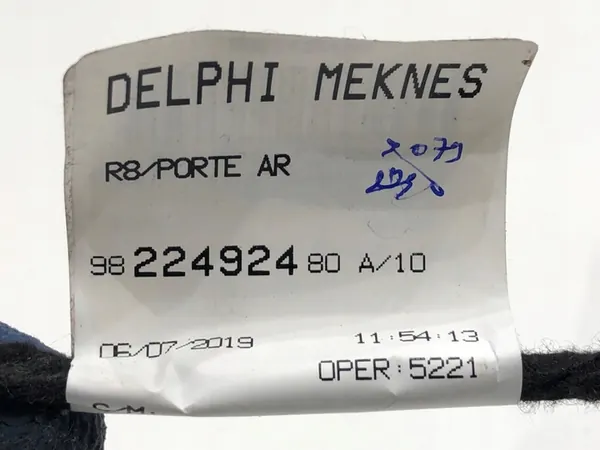 DELPHI MEKNES
R8/PORTE AR
98 224924 80 A/10
06/07/2019 11:54:13
OPER:5221
C/M.